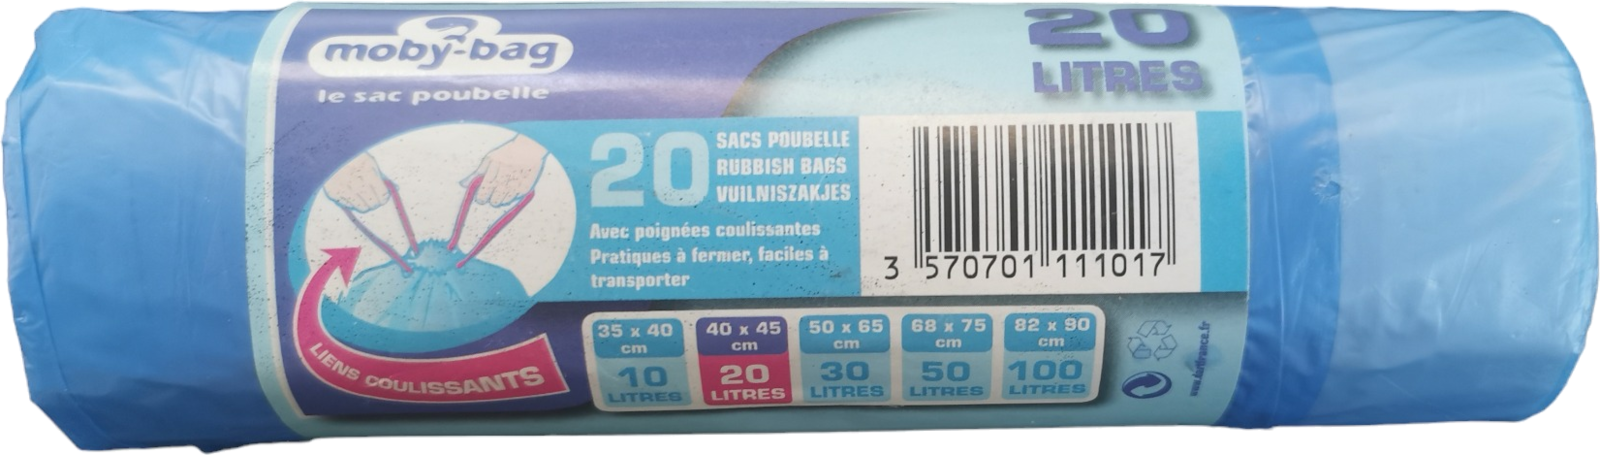 moby-bag
le sac poubelle
20
LITRES
20
SACS POUBELLE
RUBBISH BAGS
VUILNISZAKJES
Avec poignées coulissantes
Pratiques à fermer, faciles à
transporter
3 570701 111017
LIENS COULISSANTS
35 x 40
cm
10
LITRES
40 x 45
cm
20
LITRES
50 x 65
cm
30
LITRES
68 x 75
cm
50
LITRES
82 x 90
cm
100
LITRES